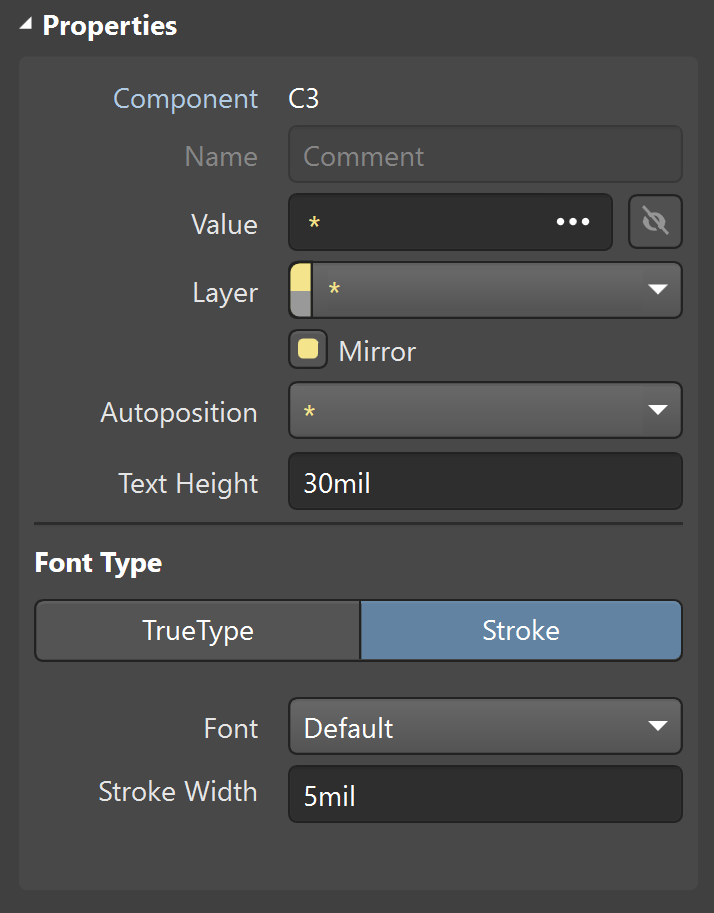 Properties
Component C3
Name Comment
Value * •••
Layer *
Mirror
Autoposition *
Text Height 30mil
Font Type
TrueType Stroke
Font Default
Stroke Width 5mil